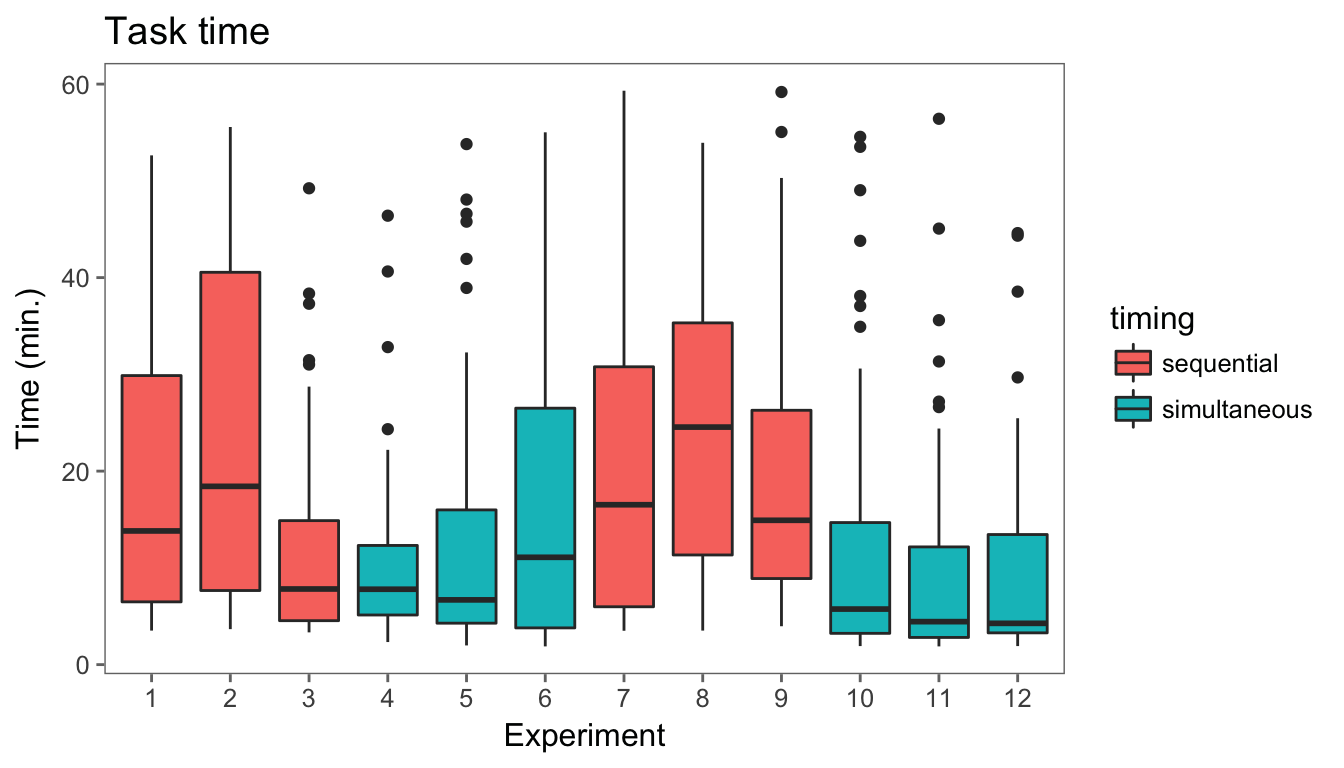 Task time
60
40
20
0
Time (min.)
1 2 3 4 5 6 7 8 9 10 11 12
Experiment
timing
sequential
simultaneous